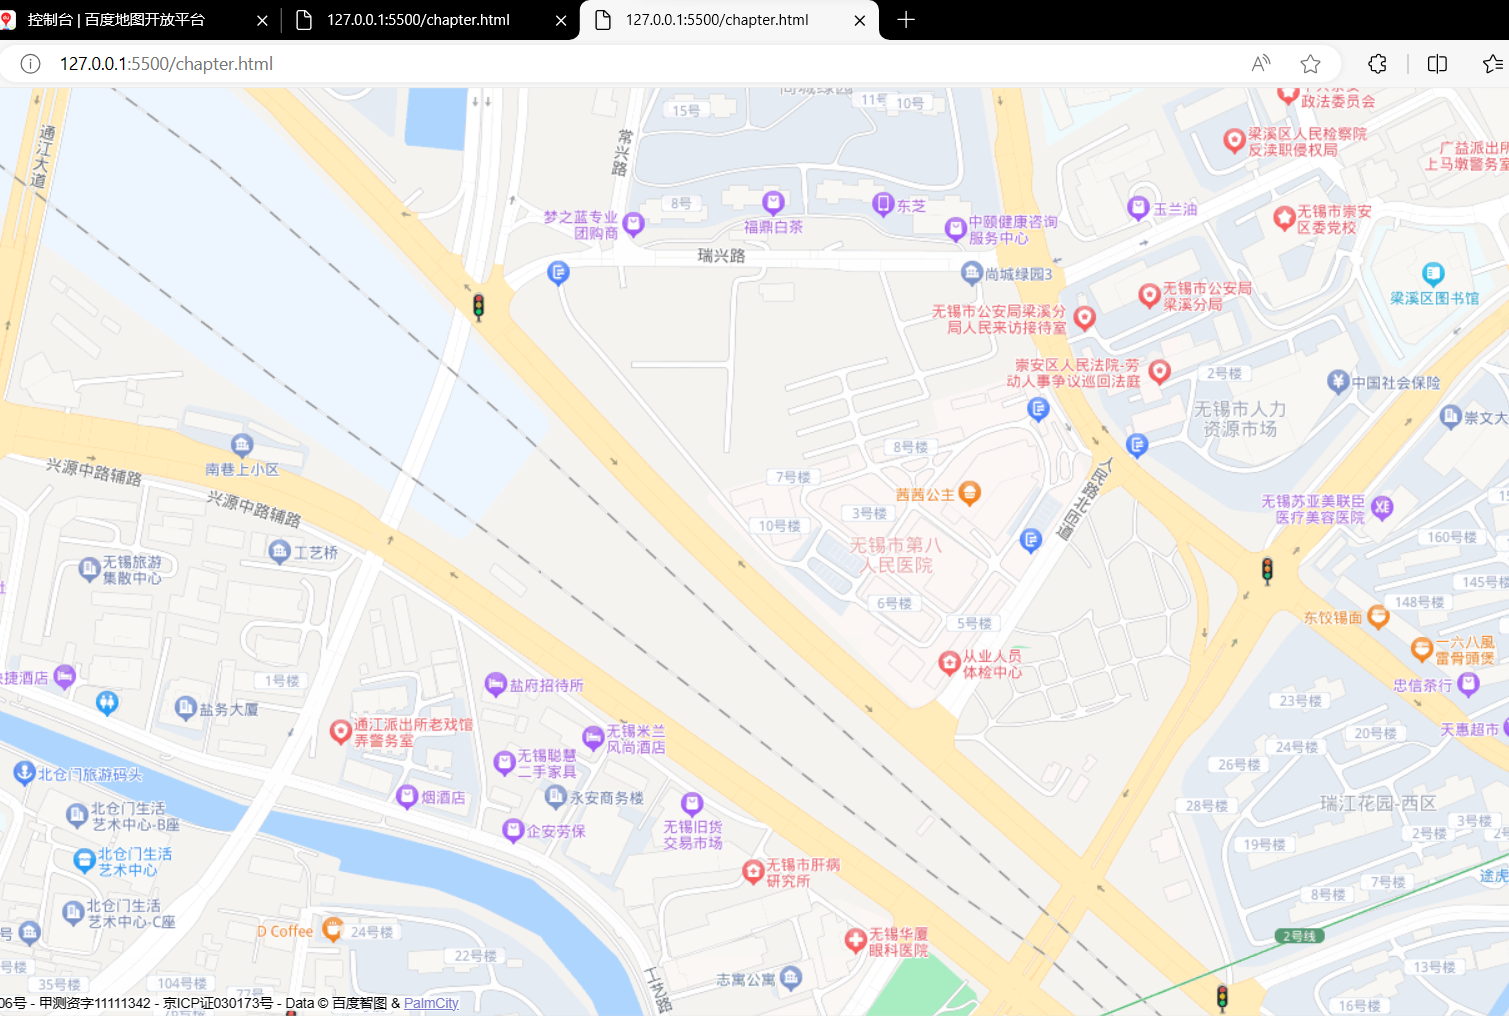 控制台 | 百度地图开放平台
127.0.0.1:5500/chapter.html
127.0.0.1:5500/chapter.html
127.0.0.1:5500/chapter.html
政法委员会
15号
11号
10号
通江大道
常兴路
梁溪区人民检察院
反渎职侵权局
广益派出所
上马墩警务室
8号
梦之蓝专业
团购商
福鼎白茶
东芝
中颐健康咨询
服务中心
玉兰油
无锡市崇安
区委党校
瑞兴路
尚城绿园3
无锡市公安局
梁溪分局
梁溪区图书馆
无锡市公安局梁溪分
局人民来访接待室
崇安区人民法院-劳
动人事争议巡回法庭
2号楼
中国社会保险
无锡市人力
资源市场
崇文大
8号楼
南巷上小区
兴源中路辅路
7号楼
人民路北回道
兴源中路辅路
茜茜公主
无锡苏亚美联臣
医疗美容医院
3号楼
10号楼
160号楼
无锡市第八
人民医院
工艺桥
无锡旅游
集散中心
145号
6号楼
148号楼
5号楼
东饺锡面
一六八風
雷骨頭煲
从业人员
体检中心
捷酒店
1号楼
盐府招待所
忠信茶行
23号楼
盐务大厦
通江派出所老戏馆
弄警务室
无锡米兰
风尚酒店
天惠超市
20号楼
24号楼
无锡聪慧
二手家具
26号楼
北仓门旅游码头
烟酒店
永安商务楼
28号楼
瑞江花园-西区
北仓门生活
艺术中心-B座
企安劳保
无锡旧货
交易市场
3号楼
2号楼
19号楼
北仓门生活
艺术中心
无锡市肝病
研究所
途虎
7号楼
8号楼
北仓门生活
艺术中心-C座
D Coffee
24号楼
无锡华厦
眼科医院
2号线
22号楼
13号楼
志寓公寓
工扩路
35号楼
104号楼
77号
16号楼
06号 - 甲测资字11111342 - 京ICP证030173号 - Data © 百度智图 & PalmCity